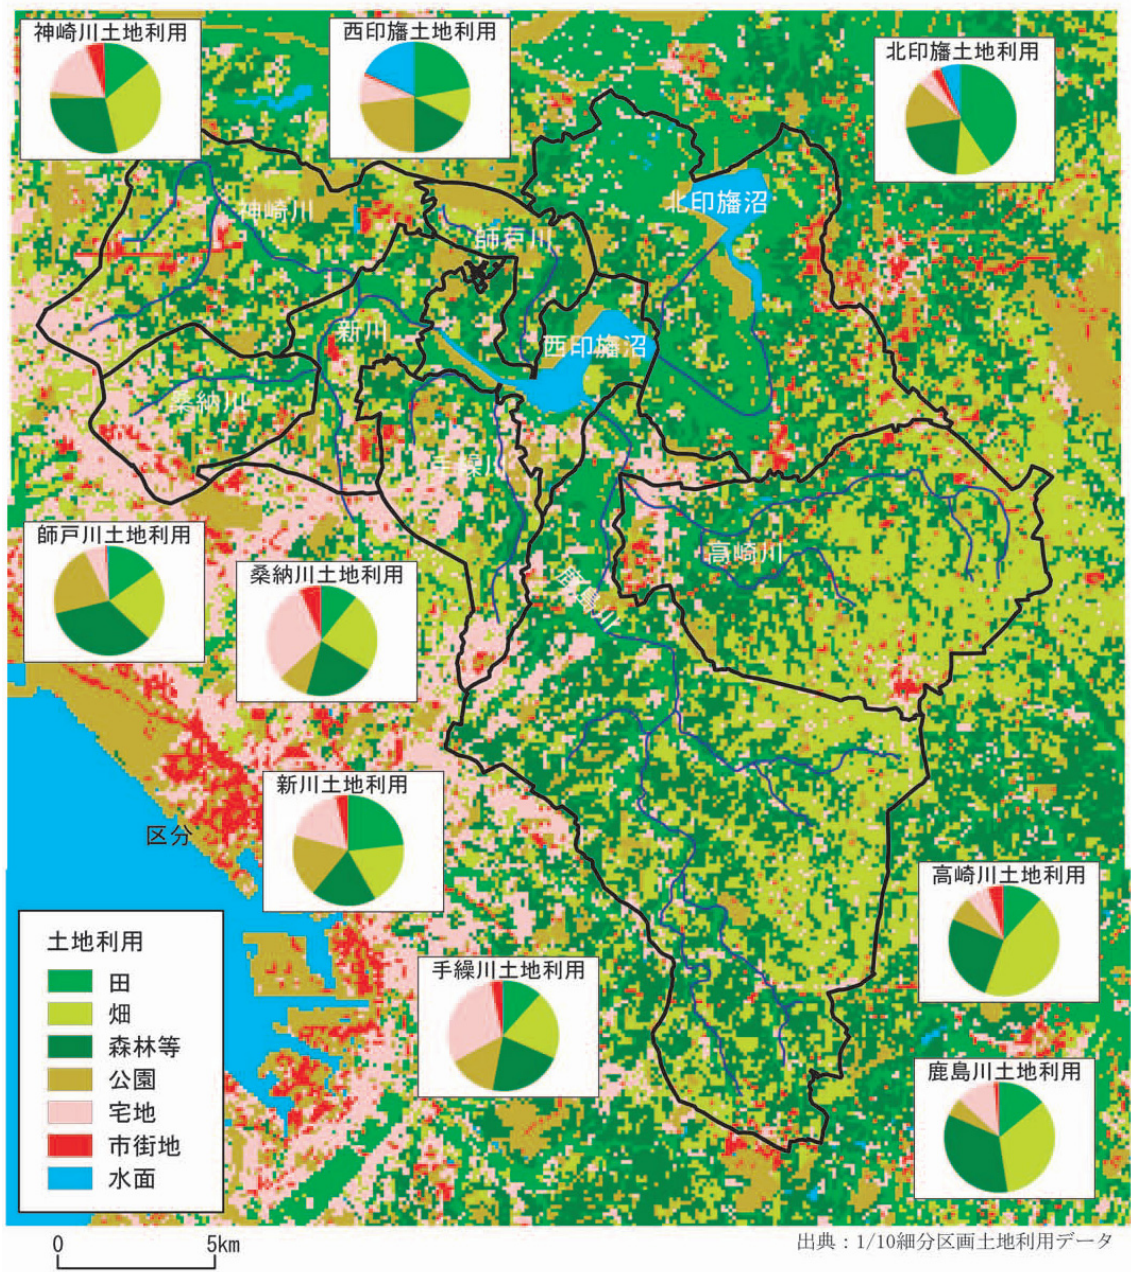 神崎川土地利用
西印旛土地利用
北印旛土地利用
神崎川
師戸川
北印旛沼
新川
西印旛沼
桑納川
手繰川
高崎川
鹿島川
師戸川土地利用
桑納川土地利用
新川土地利用
区分
高崎川土地利用
手繰川土地利用
鹿島川土地利用
土地利用
田
畑
森林等
公園
宅地
市街地
水面
0 5km
出典：1/10細分区画土地利用データ